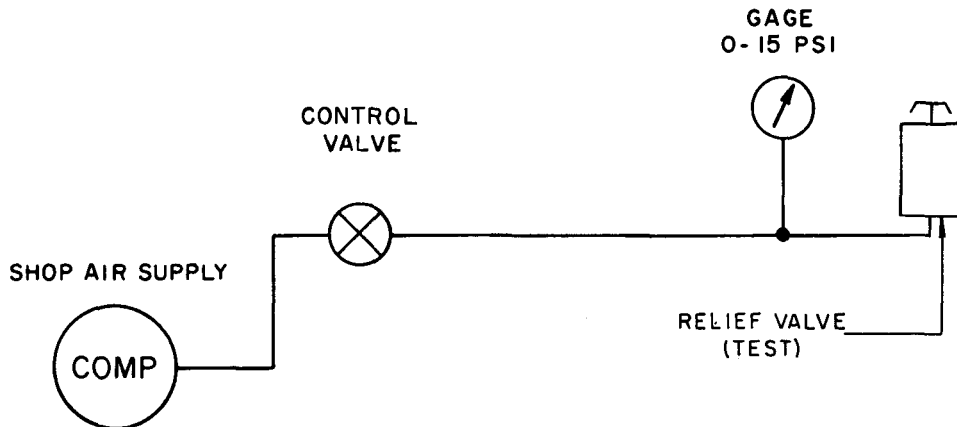 GAGE
0-15 PSI
CONTROL
VALVE
SHOP AIR SUPPLY
COMP
RELIEF VALVE
(TEST)